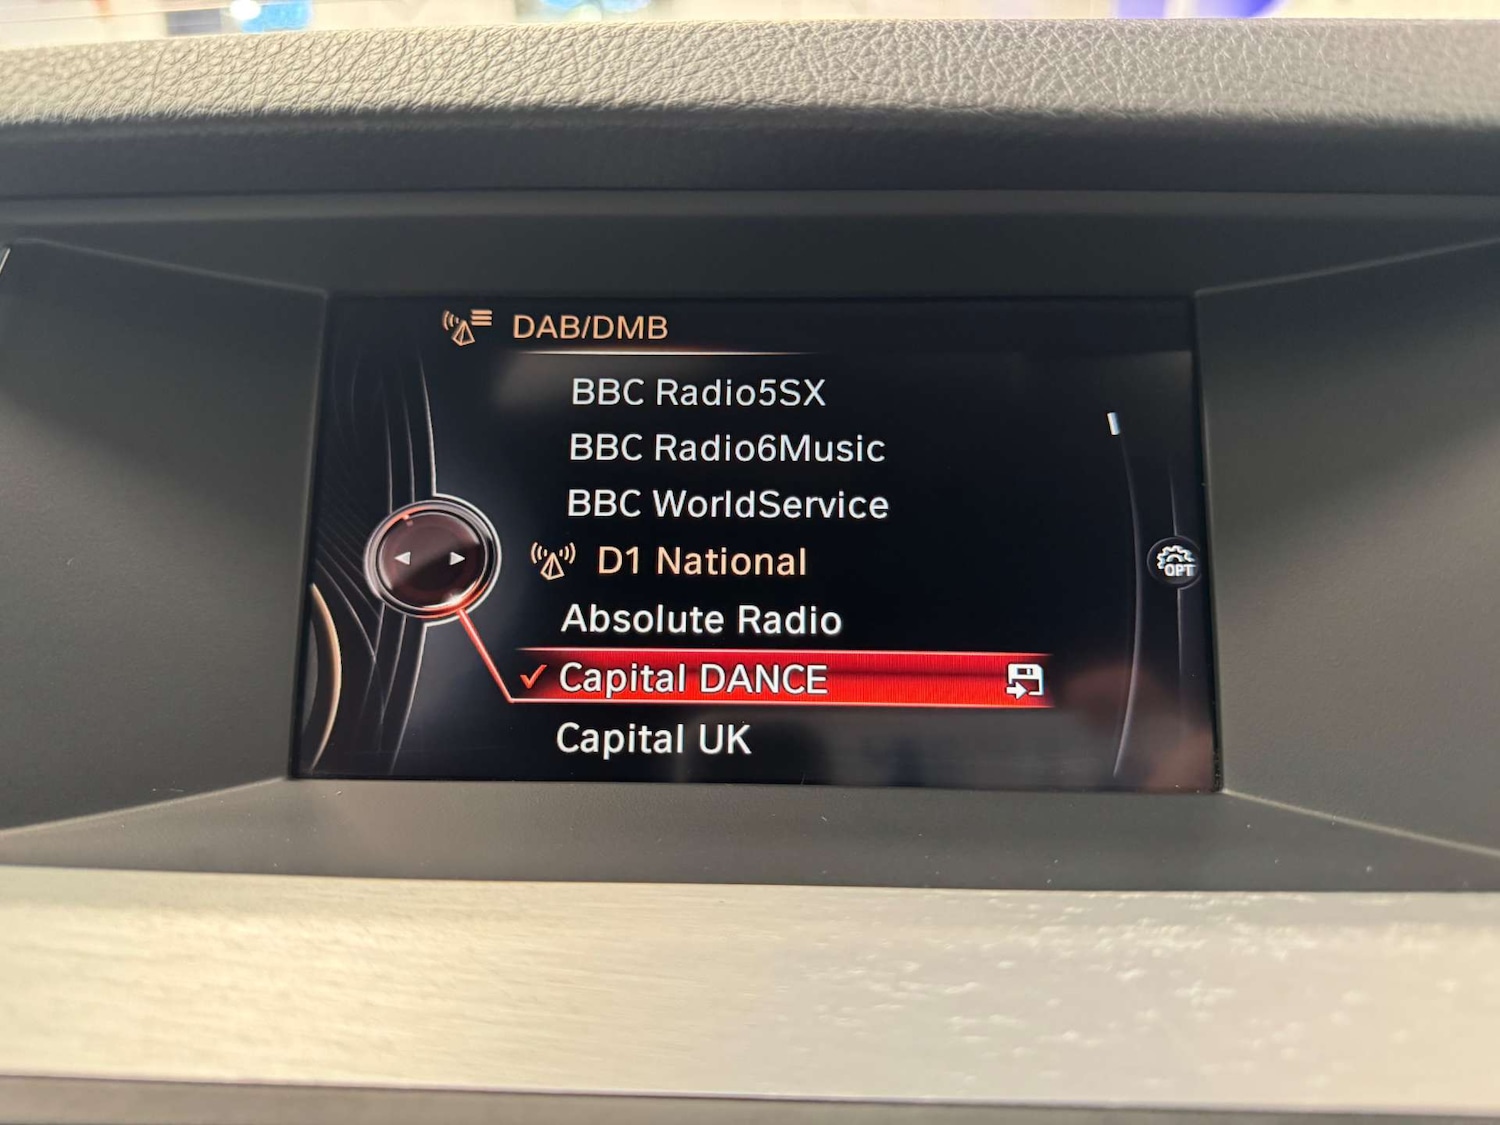 DAB/DMB
BBC Radio5SX
BBC Radio6Music
BBC WorldService
D1 National
Absolute Radio
Capital DANCE
Capital UK
OPT